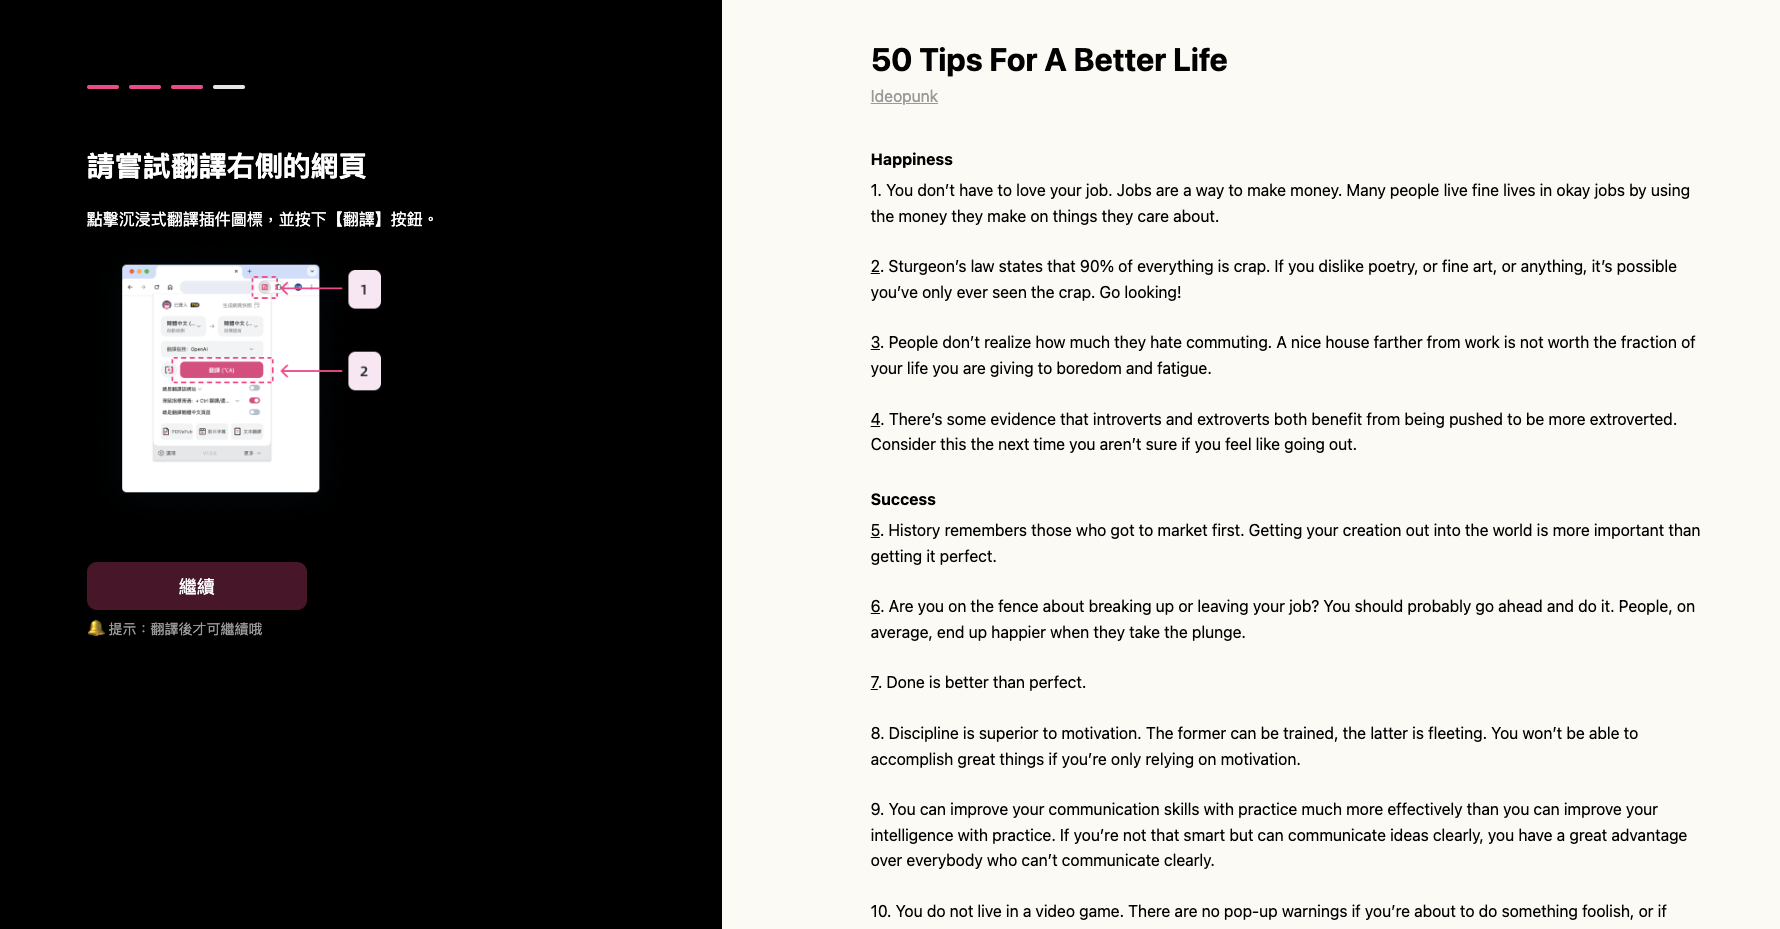 請嘗試翻譯右側的網頁
點擊沉浸式翻譯插件圖標，並按下【翻譯】按鈕。
1
翻譯服務: OpenAI
翻譯 (⌥A)
2
更多
繼續
🔔 提示：翻譯後才可繼續哦
50 Tips For A Better Life
Ideopunk
Happiness
1. You don’t have to love your job. Jobs are a way to make money. Many people live fine lives in okay jobs by using
the money they make on things they care about.
2. Sturgeon’s law states that 90% of everything is crap. If you dislike poetry, or fine art, or anything, it’s possible
you’ve only ever seen the crap. Go looking!
3. People don’t realize how much they hate commuting. A nice house farther from work is not worth the fraction of
your life you are giving to boredom and fatigue.
4. There’s some evidence that introverts and extroverts both benefit from being pushed to be more extroverted.
Consider this the next time you aren’t sure if you feel like going out.
Success
5. History remembers those who got to market first. Getting your creation out into the world is more important than
getting it perfect.
6. Are you on the fence about breaking up or leaving your job? You should probably go ahead and do it. People, on
average, end up happier when they take the plunge.
7. Done is better than perfect.
8. Discipline is superior to motivation. The former can be trained, the latter is fleeting. You won’t be able to
accomplish great things if you’re only relying on motivation.
9. You can improve your communication skills with practice much more effectively than you can improve your
intelligence with practice. If you’re not that smart but can communicate ideas clearly, you have a great advantage
over everybody who can’t communicate clearly.
10. You do not live in a video game. There are no pop-up warnings if you’re about to do something foolish, or if